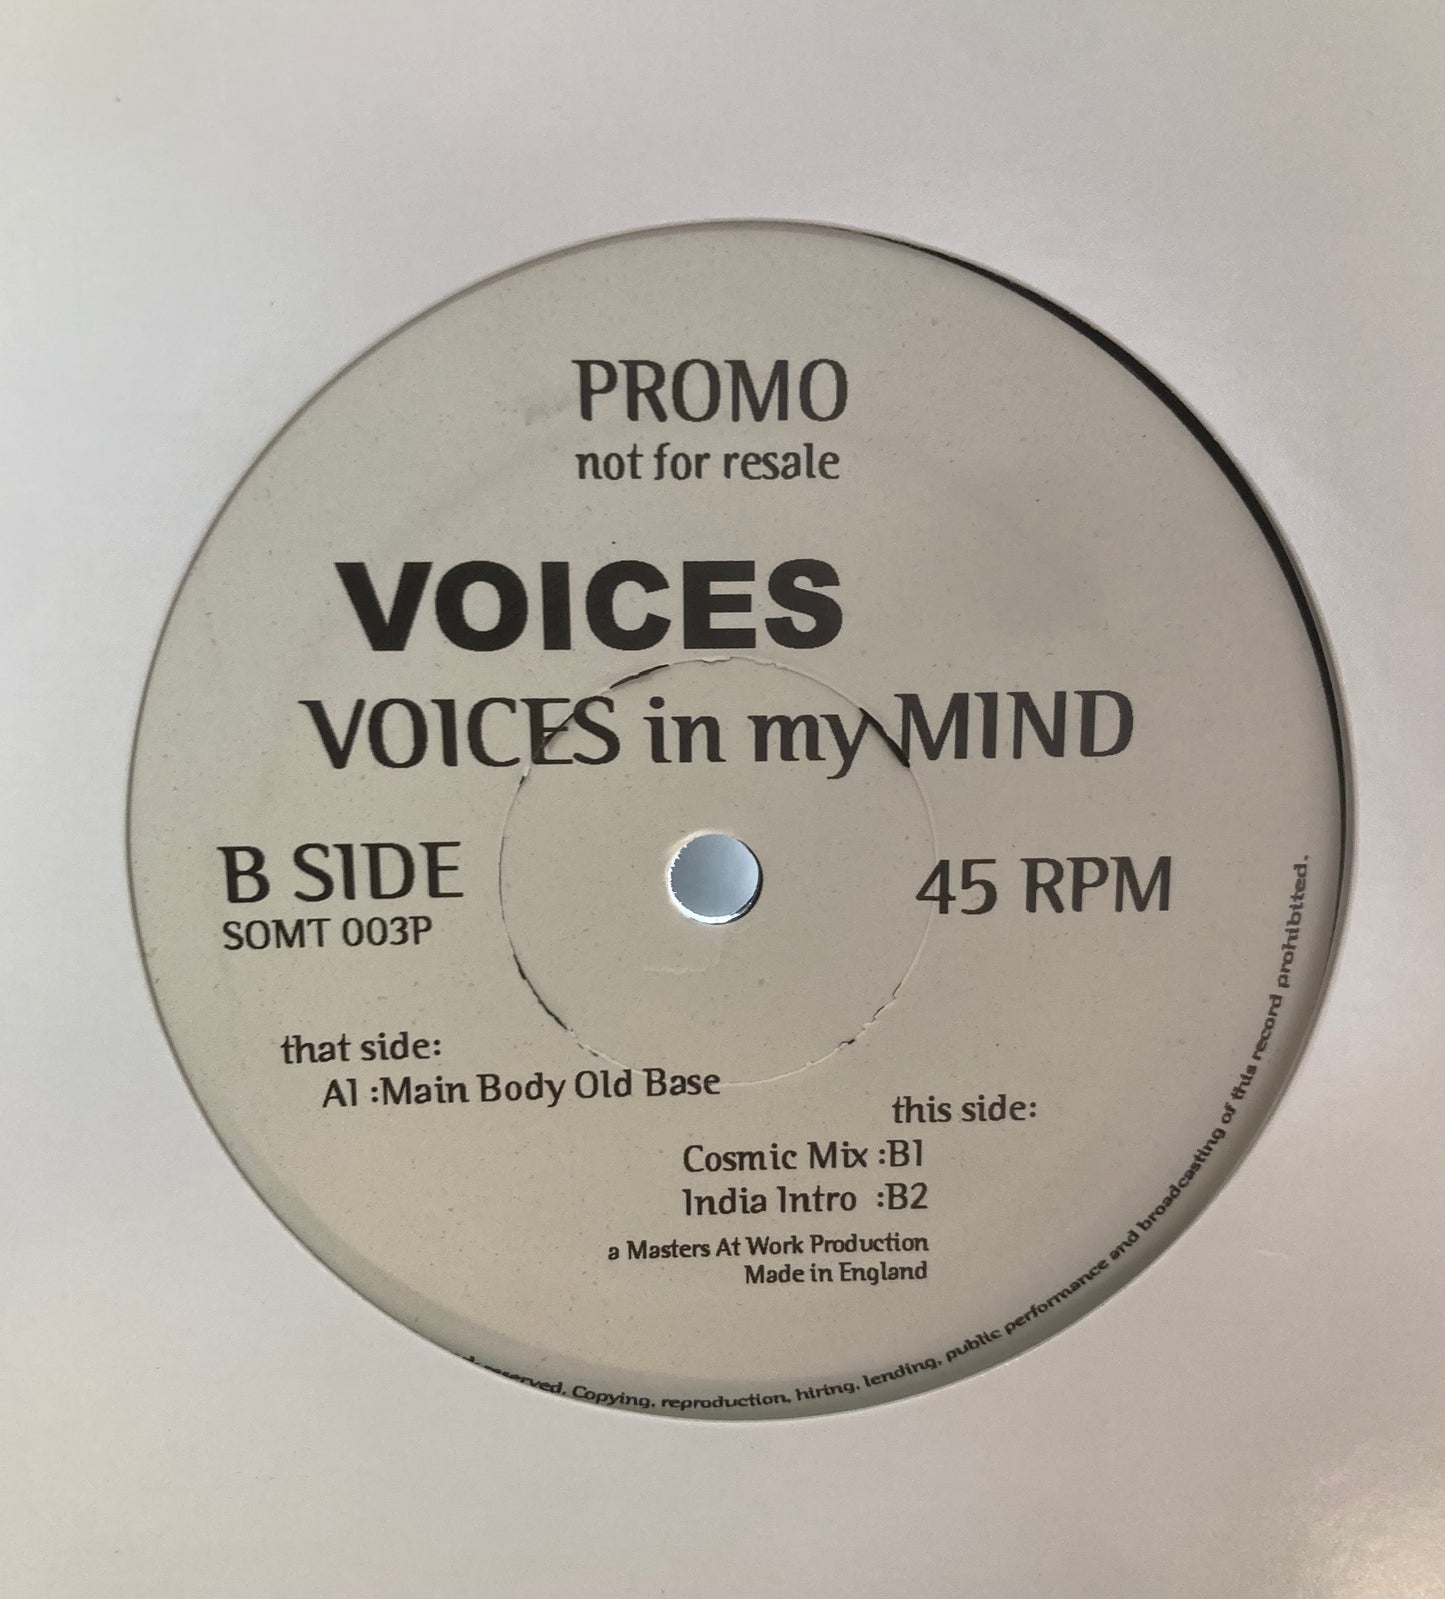 PROMO
not for resale
VOICES
VOICES in my MIND
B SIDE
45 RPM
SOMT 003P
that side:
A1 :Main Body Old Base
this side:
Cosmic Mix :B1
India Intro :B2
a Masters At Work Production
Made in England
Copying, reproduction, hiring, lending, public performance and broadcasting of this record prohibtted.